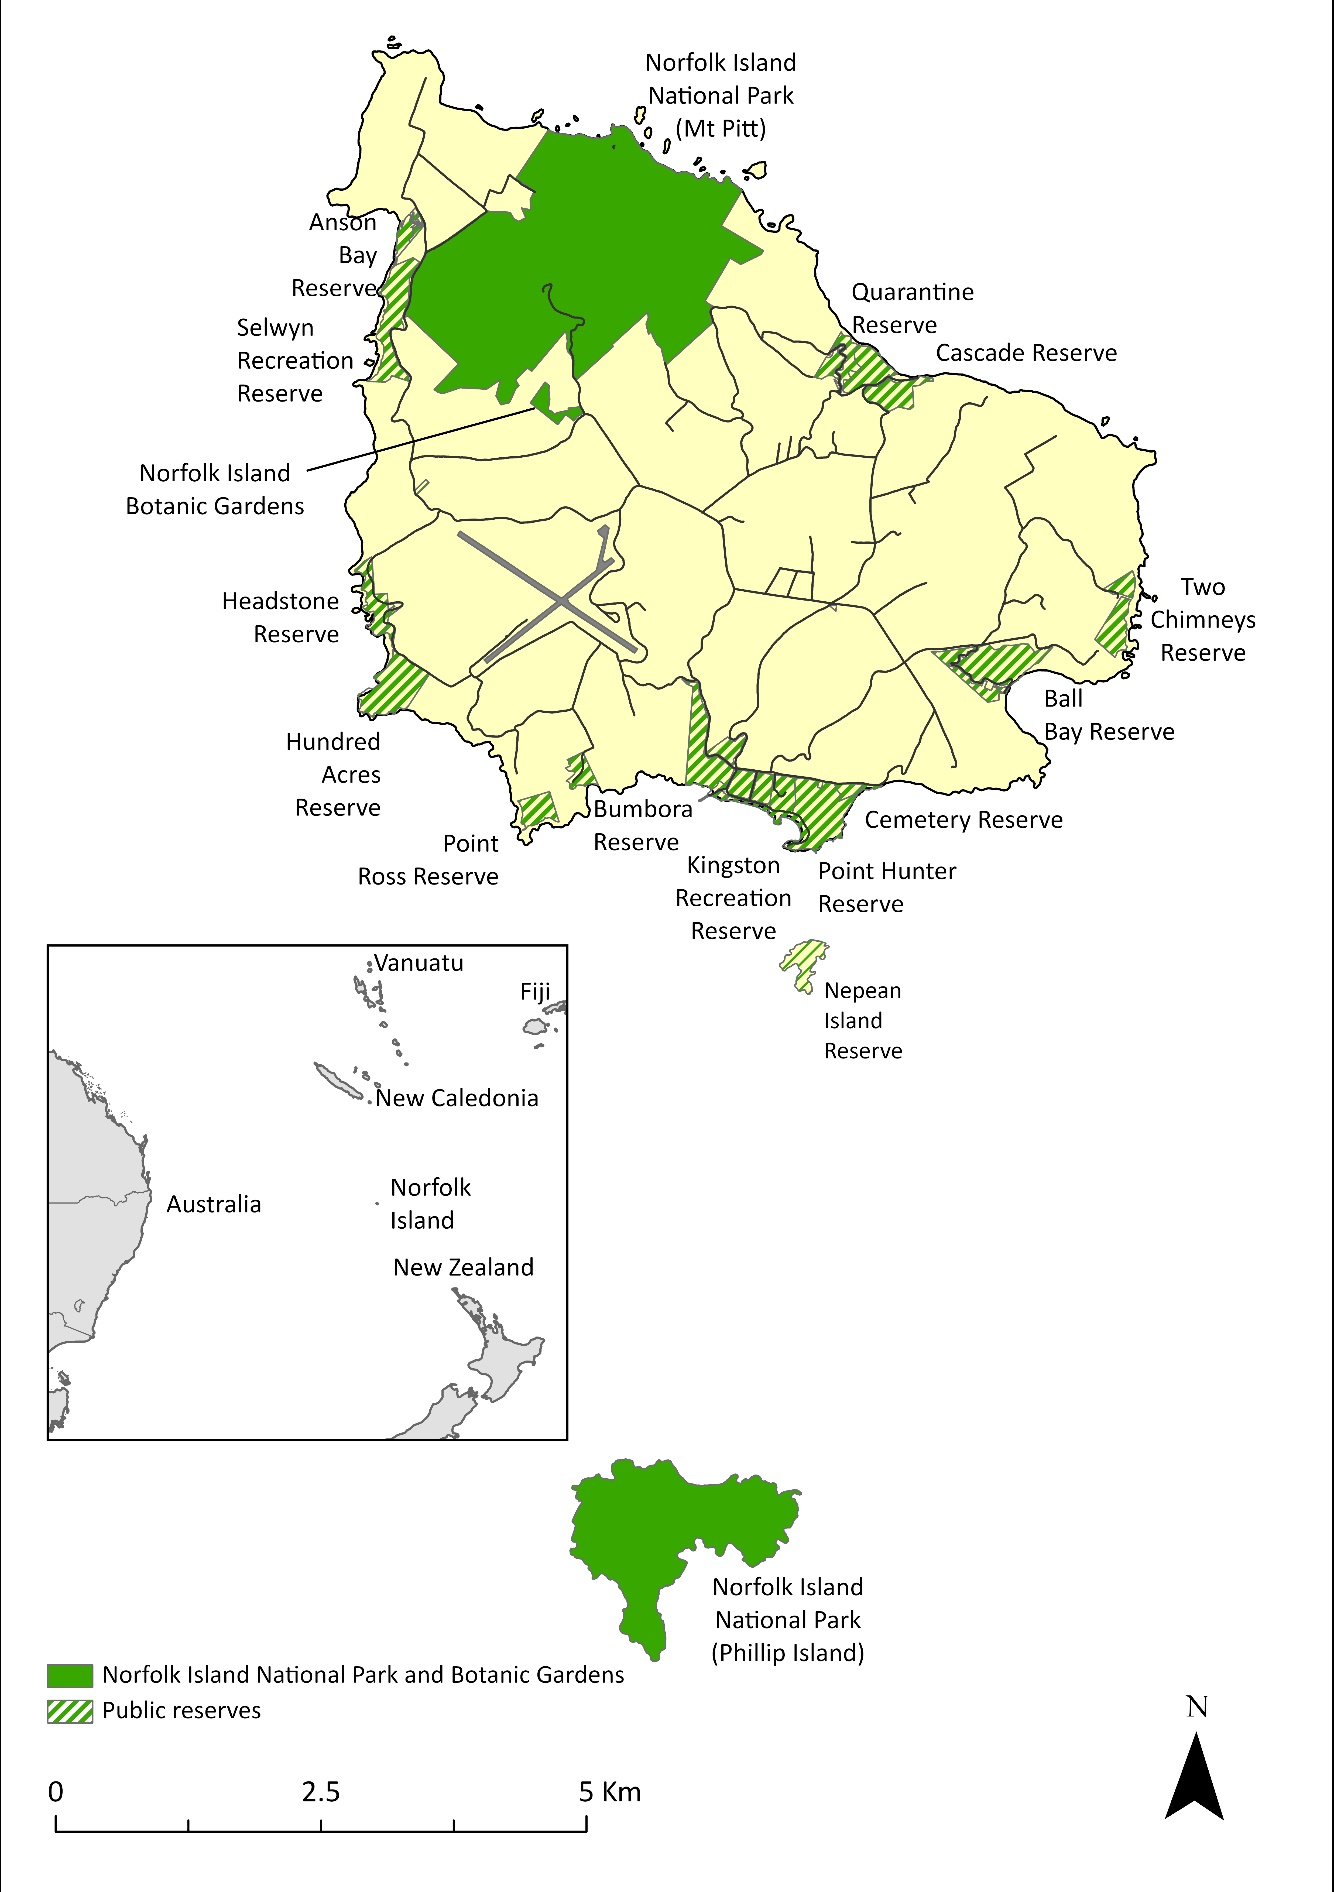 Norfolk Island
National Park
(Mt Pitt)
Anson
Bay
Reserve
Quarantine
Reserve
Selwyn
Recreation
Reserve
Cascade Reserve
Norfolk Island
Botanic Gardens
Headstone
Reserve
Two
Chimneys
Reserve
Ball
Bay Reserve
Hundred
Acres
Reserve
Bumbora
Reserve
Cemetery Reserve
Point
Ross Reserve
Kingston
Recreation
Reserve
Point Hunter
Reserve
Nepean
Island
Reserve
Vanuatu
Fiji
New Caledonia
Australia
Norfolk
Island
New Zealand
Norfolk Island
National Park
(Phillip Island)
Norfolk Island National Park and Botanic Gardens
Public reserves
N
0 2.5 5 Km